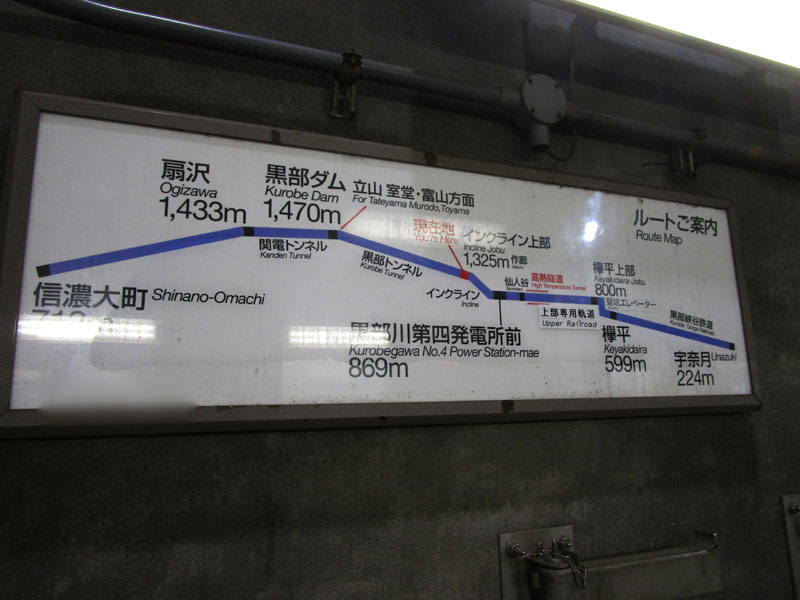 ルートご案内
Route Map
扇沢
Ogizawa
1,433m
黒部ダム
Kurobe Dam
1,470m
立山 室堂・富山方面
For Tateyama Murodo,Toyama
現在地
You're Here
インクライン上部
Incline Jobu
1,325m
作廊
欅平上部
Keyakidaira-Jobu
800m
関電トンネル
Kanden Tunnel
黒部トンネル
Kurobe Tunnel
インクライン
Incline
仙人谷
高熱隧道
High Temperature Tunnel
上部専用軌道
Upper Railroad
竪坑エレベーター
黒部峡谷鉄道
Kurobe Gorge Railroad
信濃大町 Shinano-Omachi
712m
黒部川第四発電所前
Kurobegawa No.4 Power Station-mae
869m
欅平
Keyakidaira
599m
宇奈月 Unazuki
224m